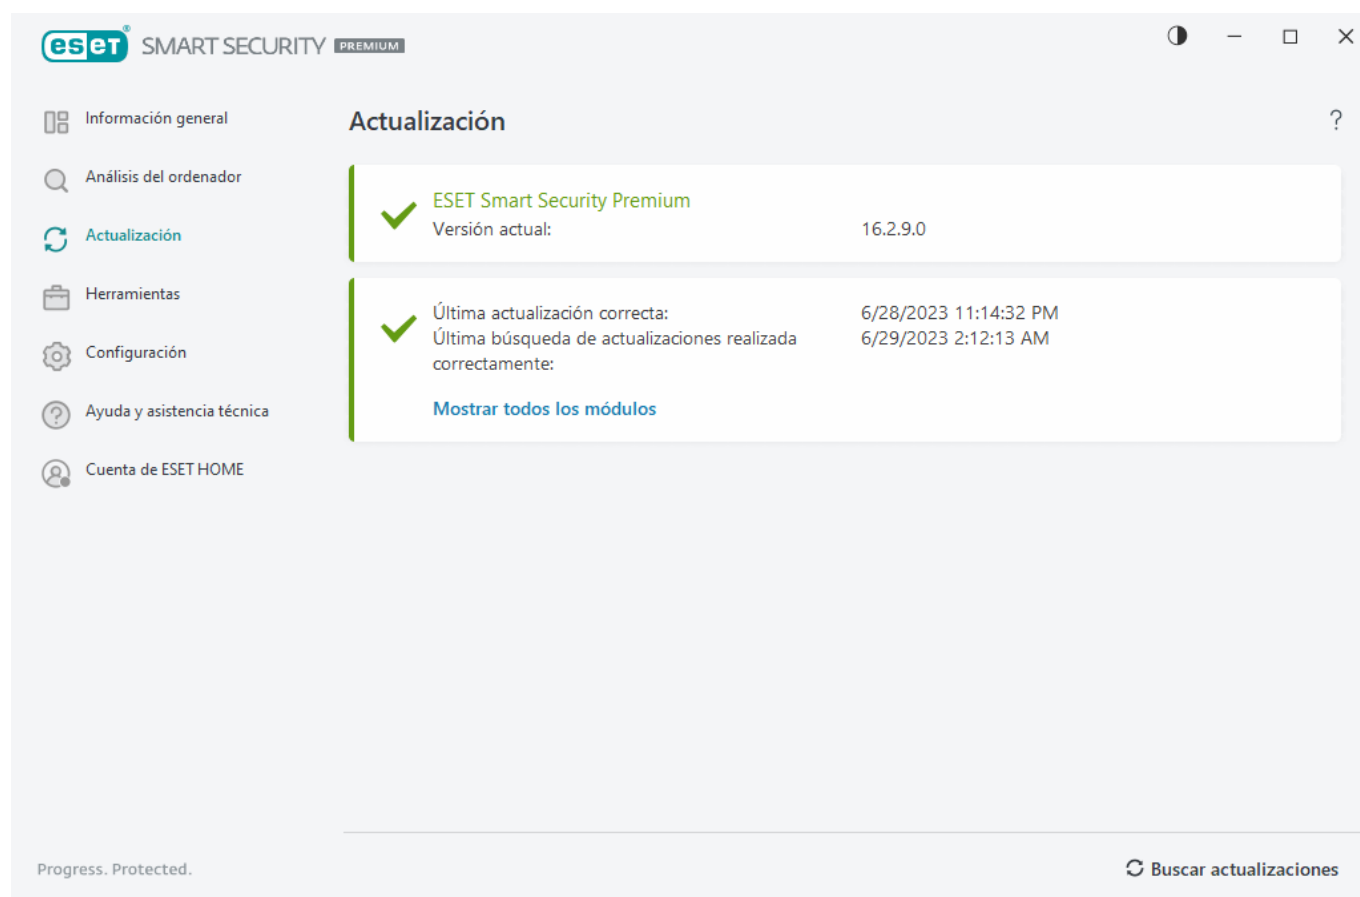 eset® SMART SECURITY PREMIUM
Información general
Análisis del ordenador
Actualización
Herramientas
Configuración
Ayuda y asistencia técnica
Cuenta de ESET HOME
Progress. Protected.
Actualización ?
ESET Smart Security Premium
Versión actual: 16.2.9.0
Última actualización correcta: 6/28/2023 11:14:32 PM
Última búsqueda de actualizaciones realizada 6/29/2023 2:12:13 AM
correctamente:
Mostrar todos los módulos
Buscar actualizaciones